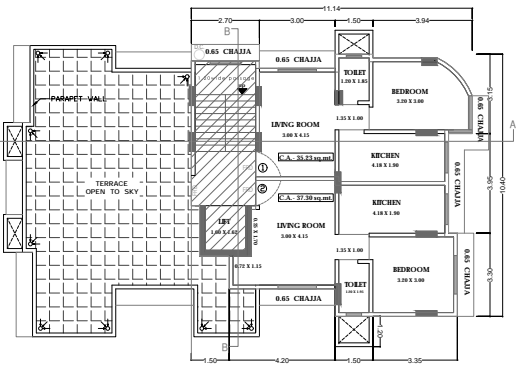 11.14
2.70
3.00
1.50
3.94
B
0.65 CHAJJA
0.65 CHAJJA
TOILET
1.20 X 1.85
BEDROOM
3.20 X 3.00
3.15
0.65 CHAJJA
PARAPET WALL
LIVING ROOM
3.00 X 4.15
1.35 X 1.00
A
KITCHEN
4.18 X 1.90
C.A.- 35.23 sq.mt.
1
TERRACE
OPEN TO SKY
2
C.A.- 37.30 sq.mt.
KITCHEN
4.18 X 1.90
0.65 CHAJJA
3.95
10.40
LIFT
LIVING ROOM
3.00 X 4.15
1.35 X 1.00
0.72 X 1.15
BEDROOM
3.20 X 3.00
0.65 CHAJJA
3.30
TOILET
0.65 CHAJJA
1.20
B
1.50
4.20
1.50
3.35